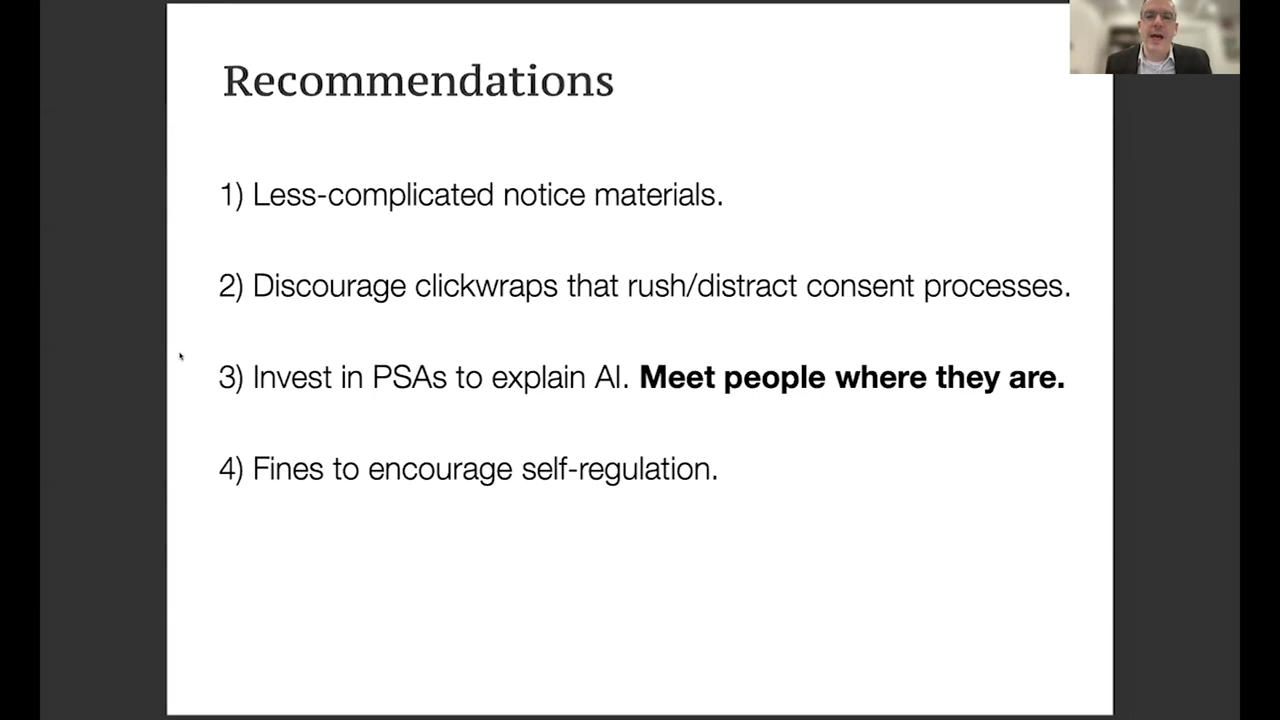 Recommendations
1) Less-complicated notice materials.
2) Discourage clickwraps that rush/distract consent processes.
3) Invest in PSAs to explain AI. Meet people where they are.
4) Fines to encourage self-regulation.